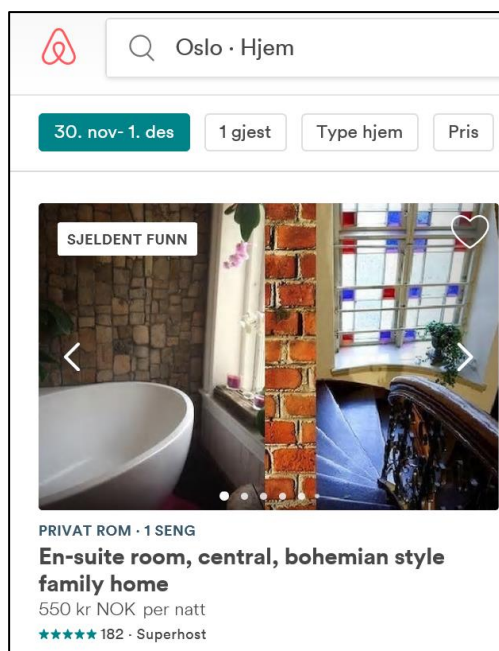 Oslo · Hjem
30. nov- 1. des
1 gjest
Type hjem
Pris
SJELDENT FUNN
PRIVAT ROM · 1 SENG
En-suite room, central, bohemian style
family home
550 kr NOK per natt
182 · Superhost